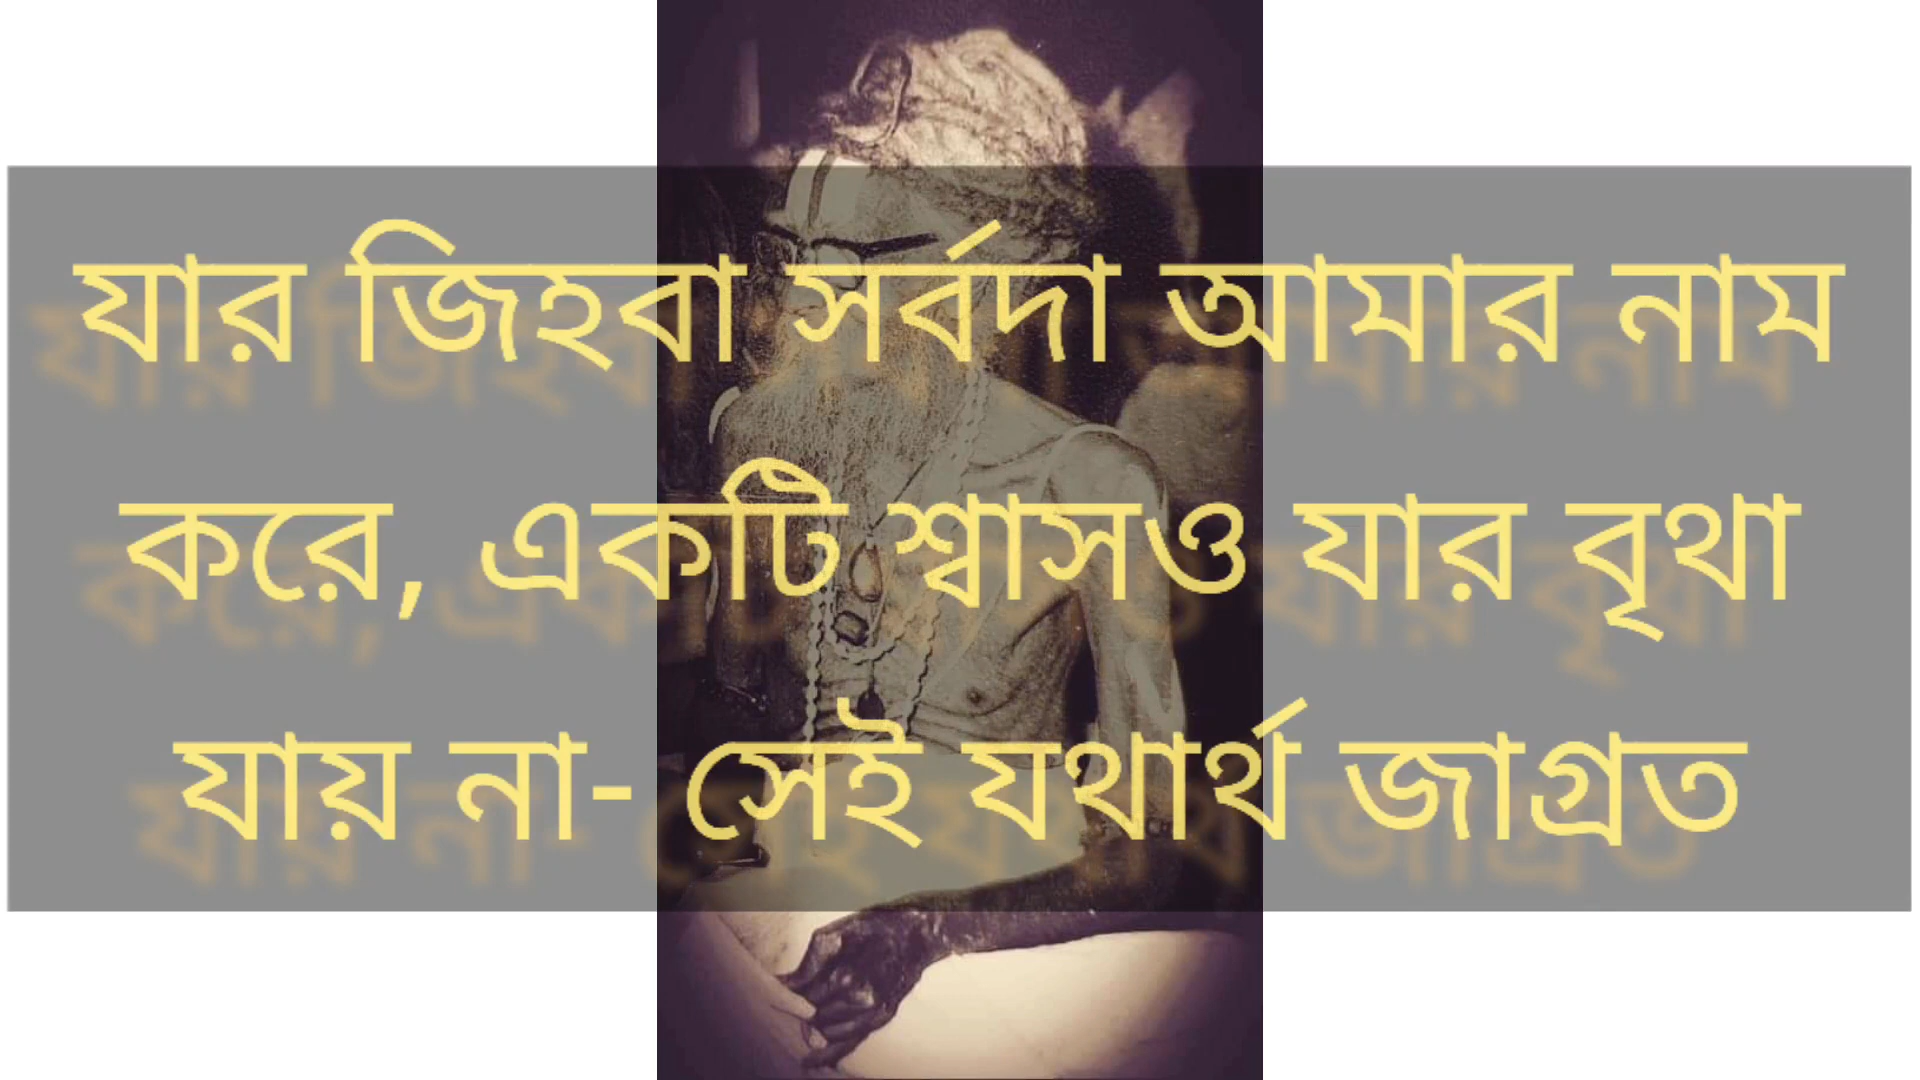 যার জিহবা সর্বদা আমার নাম
করে, একটি শ্বাসও যার বৃথা
যায় না- সেই যথার্থ জাগ্রত